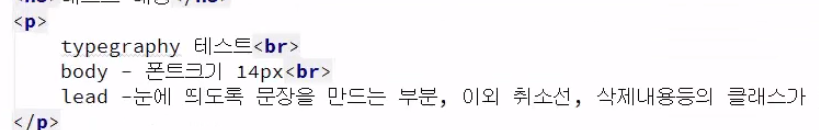 <p>
typegraphy 테스트<br>
body - 폰트크기 14px<br>
lead -눈에 띄도록 문장을 만드는 부분, 이외 취소선, 삭제내용등의 클래스가
</p>